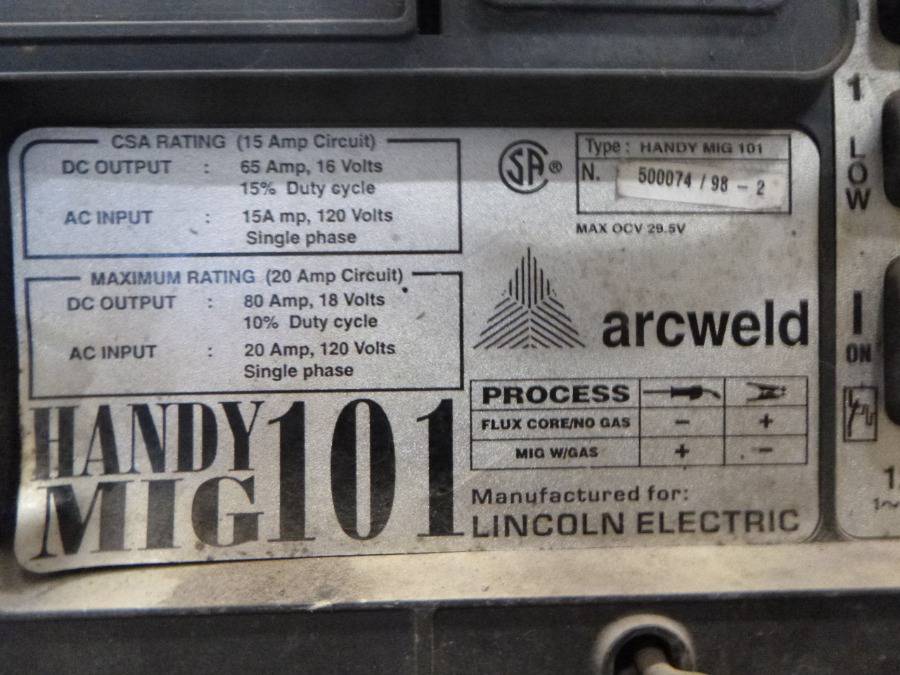 CSA RATING (15 Amp Circuit)
DC OUTPUT : 65 Amp, 16 Volts
15% Duty cycle
AC INPUT : 15A mp, 120 Volts
Single phase
MAXIMUM RATING (20 Amp Circuit)
DC OUTPUT : 80 Amp, 18 Volts
10% Duty cycle
AC INPUT : 20 Amp, 120 Volts
Single phase
HANDY
MIG 101
SA ®
Type : HANDY MIG 101
N. 500074 / 98 - 2
MAX OCV 29.5V
arcweld
PROCESS
FLUX CORE/NO GAS - +
MIG W/GAS + -
Manufactured for:
LINCOLN ELECTRIC
1
LOW
I
ON
1~